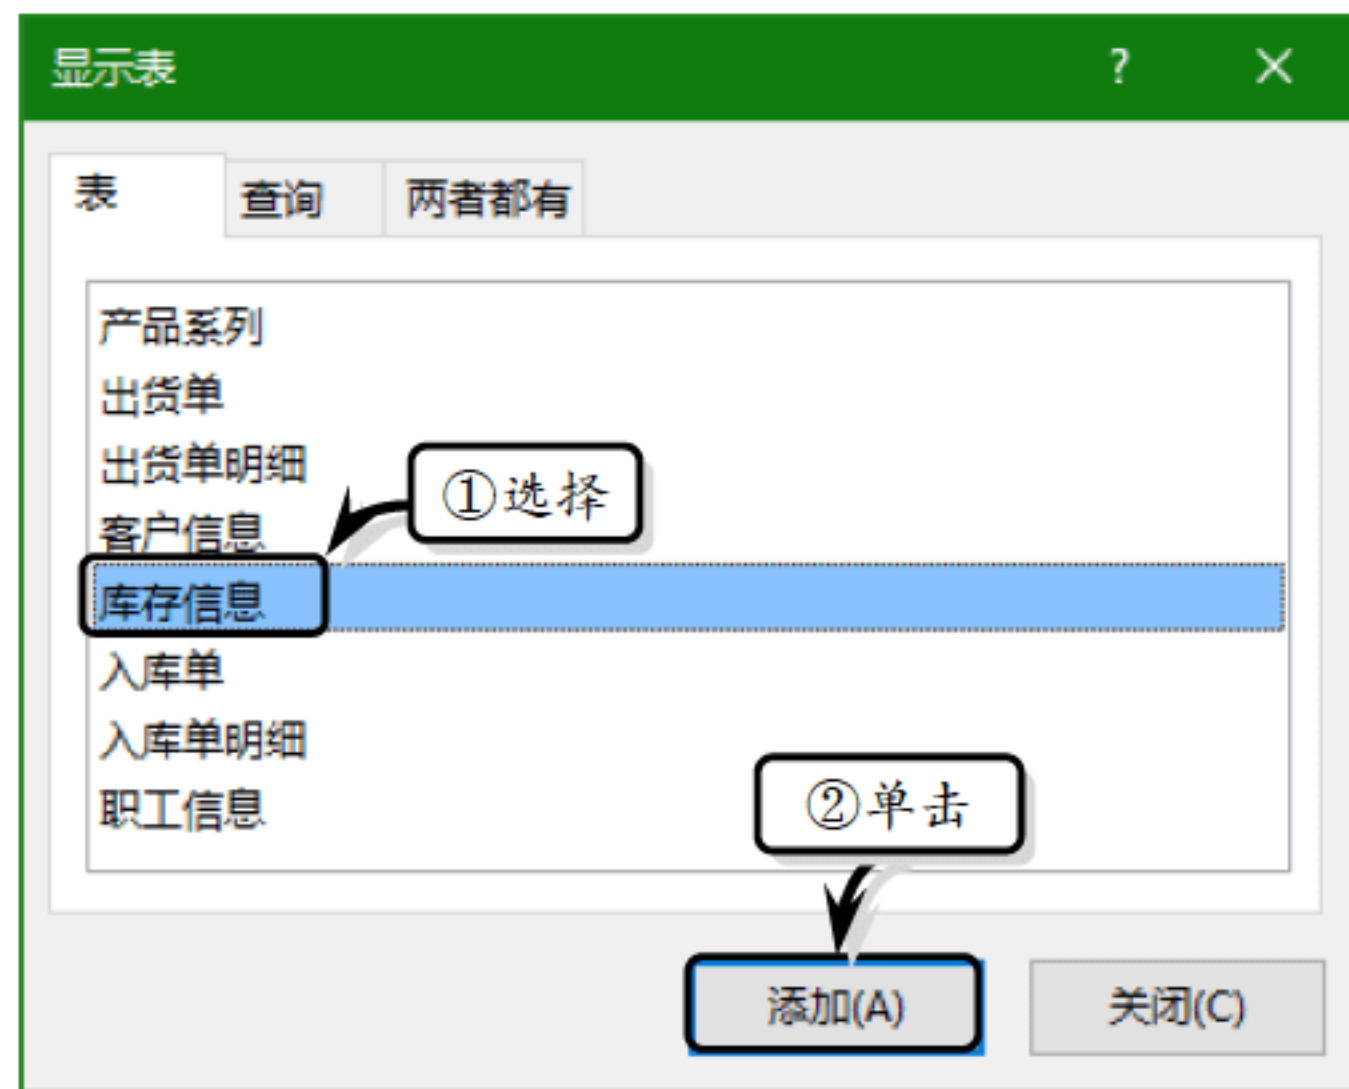 显示表 ? ×
表 查询 两者都有
产品系列
出货单
出货单明细
①选择
客户信息
库存信息
入库单
入库单明细
职工信息
②单击
添加(A) 关闭(C)